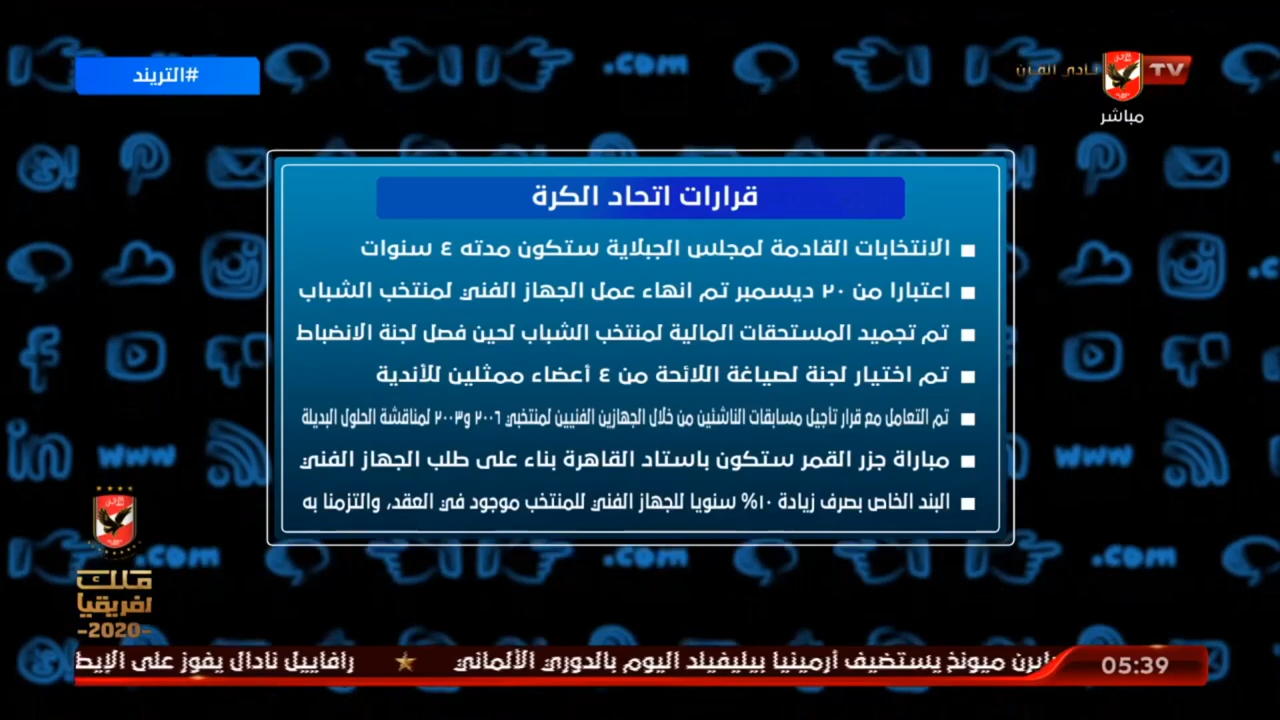 #التريند
نادي القرن
TV
مباشر
قرارات اتحاد الكرة
الانتخابات القادمة لمجلس الجبلاية ستكون مدته ٤ سنوات
اعتبارا من ٢٠ ديسمبر تم انهاء عمل الجهاز الفني لمنتخب الشباب
تم تجميد المستحقات المالية لمنتخب الشباب لحين فصل لجنة الانضباط
تم اختيار لجنة لصياغة اللائحة من ٤ أعضاء ممثلين للأندية
تم التعامل مع قرار تأجيل مسابقات الناشئين من خلال الجهازين الفنيين لمنتخبي ٢٠٠٦ و٢٠٠٣ لمناقشة الحلول البديلة
مباراة جزر القمر ستكون باستاد القاهرة بناء على طلب الجهاز الفني
البند الخاص بصرف زيادة ١٠% سنويا للجهاز الفني للمنتخب موجود في العقد، والتزمنا به
ملك
افريقيا
-2020-
ميونخ يستضيف أرمينيا بيليفيلد اليوم بالدوري الألماني ★ رافاييل نادال يفوز على
05:39